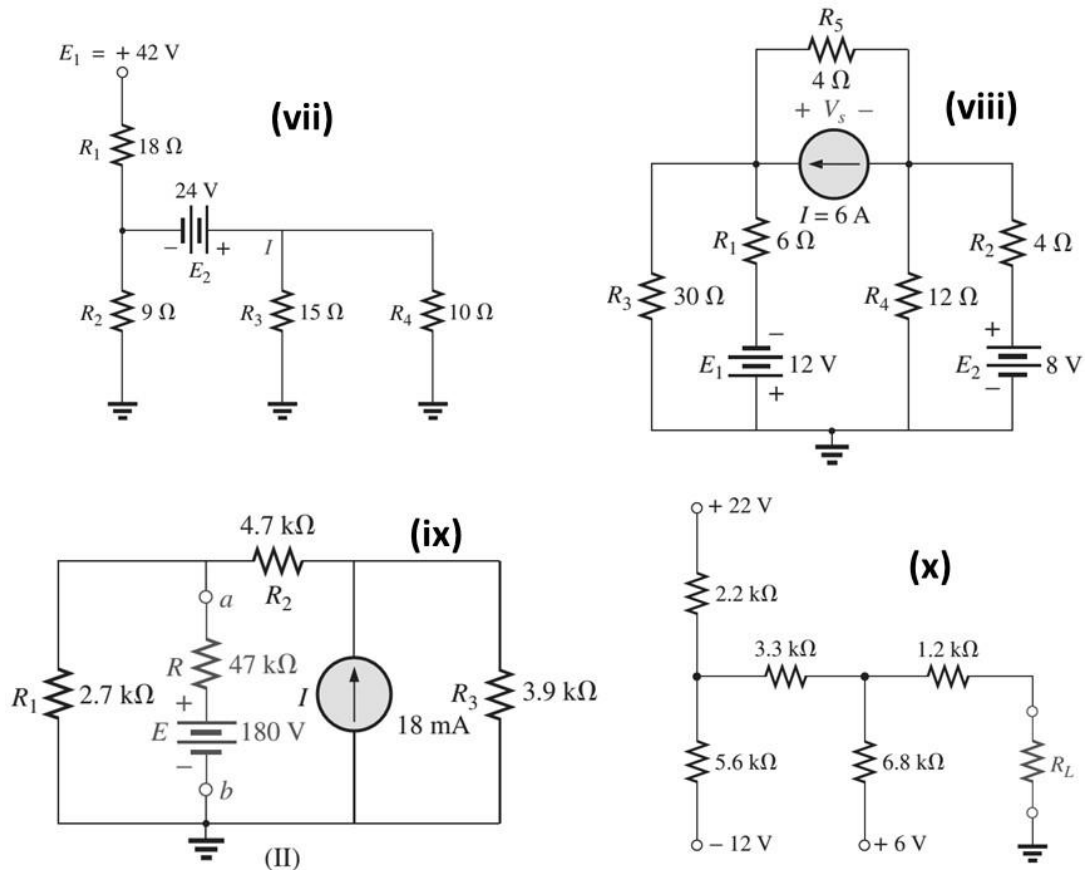 E₁ = + 42 V
(vii)
R₁ 18 Ω
24 V
− +
E₂
I
R₂ 9 Ω
R₃ 15 Ω
R₄ 10 Ω
R₅
4 Ω
(viii)
+ Vₛ −
I = 6 A
R₁ 6 Ω
R₂ 4 Ω
R₃ 30 Ω
R₄ 12 Ω
−
E₁ 12 V
+
+
E₂ 8 V
−
4.7 kΩ
(ix)
R₂
a
R 47 kΩ
R₁ 2.7 kΩ
+
E 180 V
−
b
I
18 mA
R₃ 3.9 kΩ
(II)
+ 22 V
(x)
2.2 kΩ
3.3 kΩ
1.2 kΩ
5.6 kΩ
6.8 kΩ
R_L
− 12 V
+ 6 V